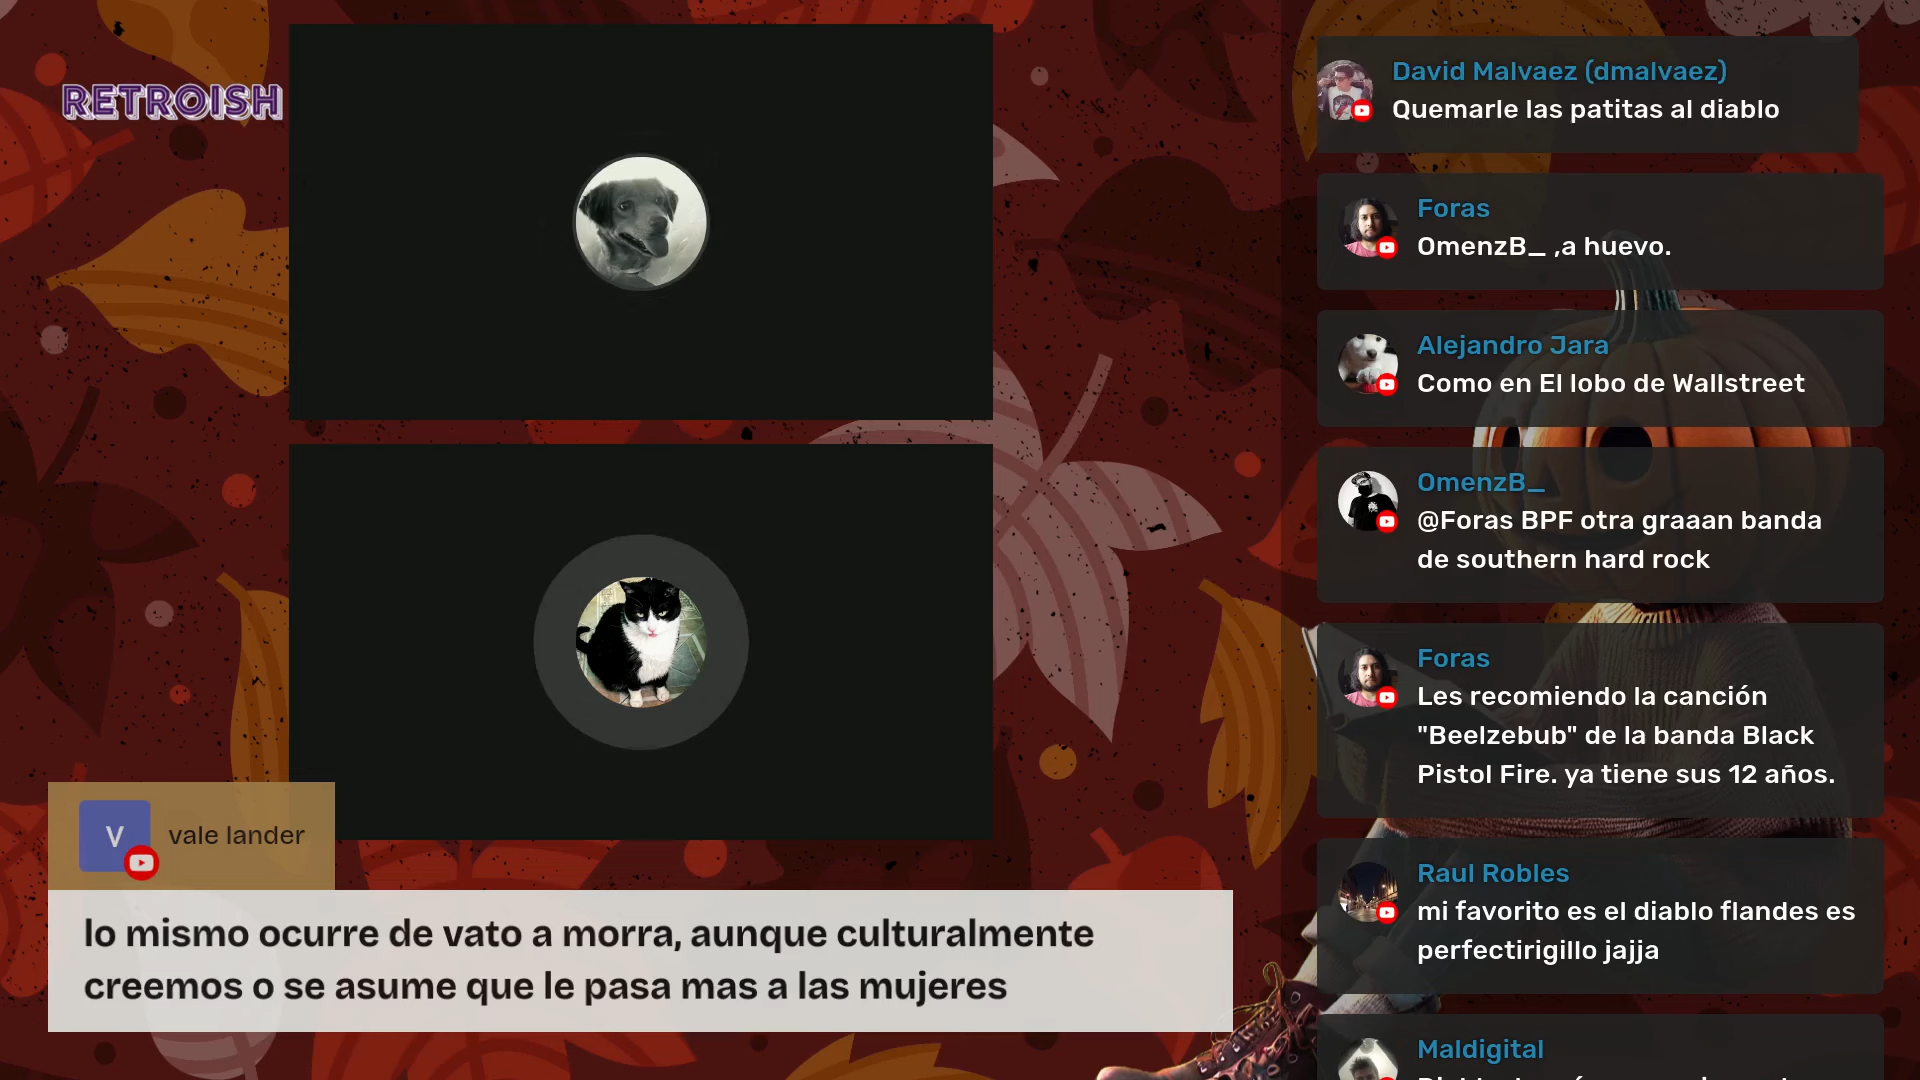 RETROISH
David Malvaez (dmalvaez)
Quemarle las patitas al diablo
Foras
OmenzB_ ,a huevo.
Alejandro Jara
Como en El lobo de Wallstreet
OmenzB_
@Foras BPF otra graaan banda
de southern hard rock
Foras
Les recomiendo la canción
"Beelzebub" de la banda Black
Pistol Fire. ya tiene sus 12 años.
Raul Robles
mi favorito es el diablo flandes es
perfectirigillo jajja
Maldigital
V
vale lander
lo mismo ocurre de vato a morra, aunque culturalmente
creemos o se asume que le pasa mas a las mujeres